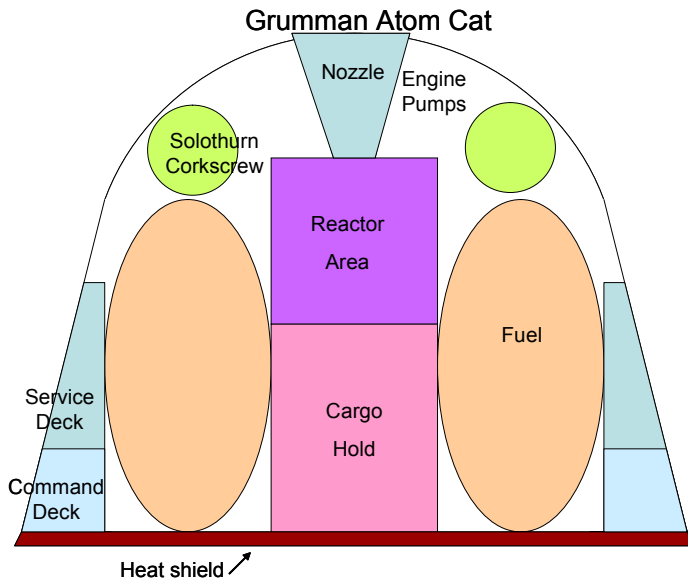 Grumman Atom Cat
Nozzle
Engine
Pumps
Solothurn
Corkscrew
Reactor
Area
Fuel
Service
Deck
Cargo
Hold
Command
Deck
Heat shield